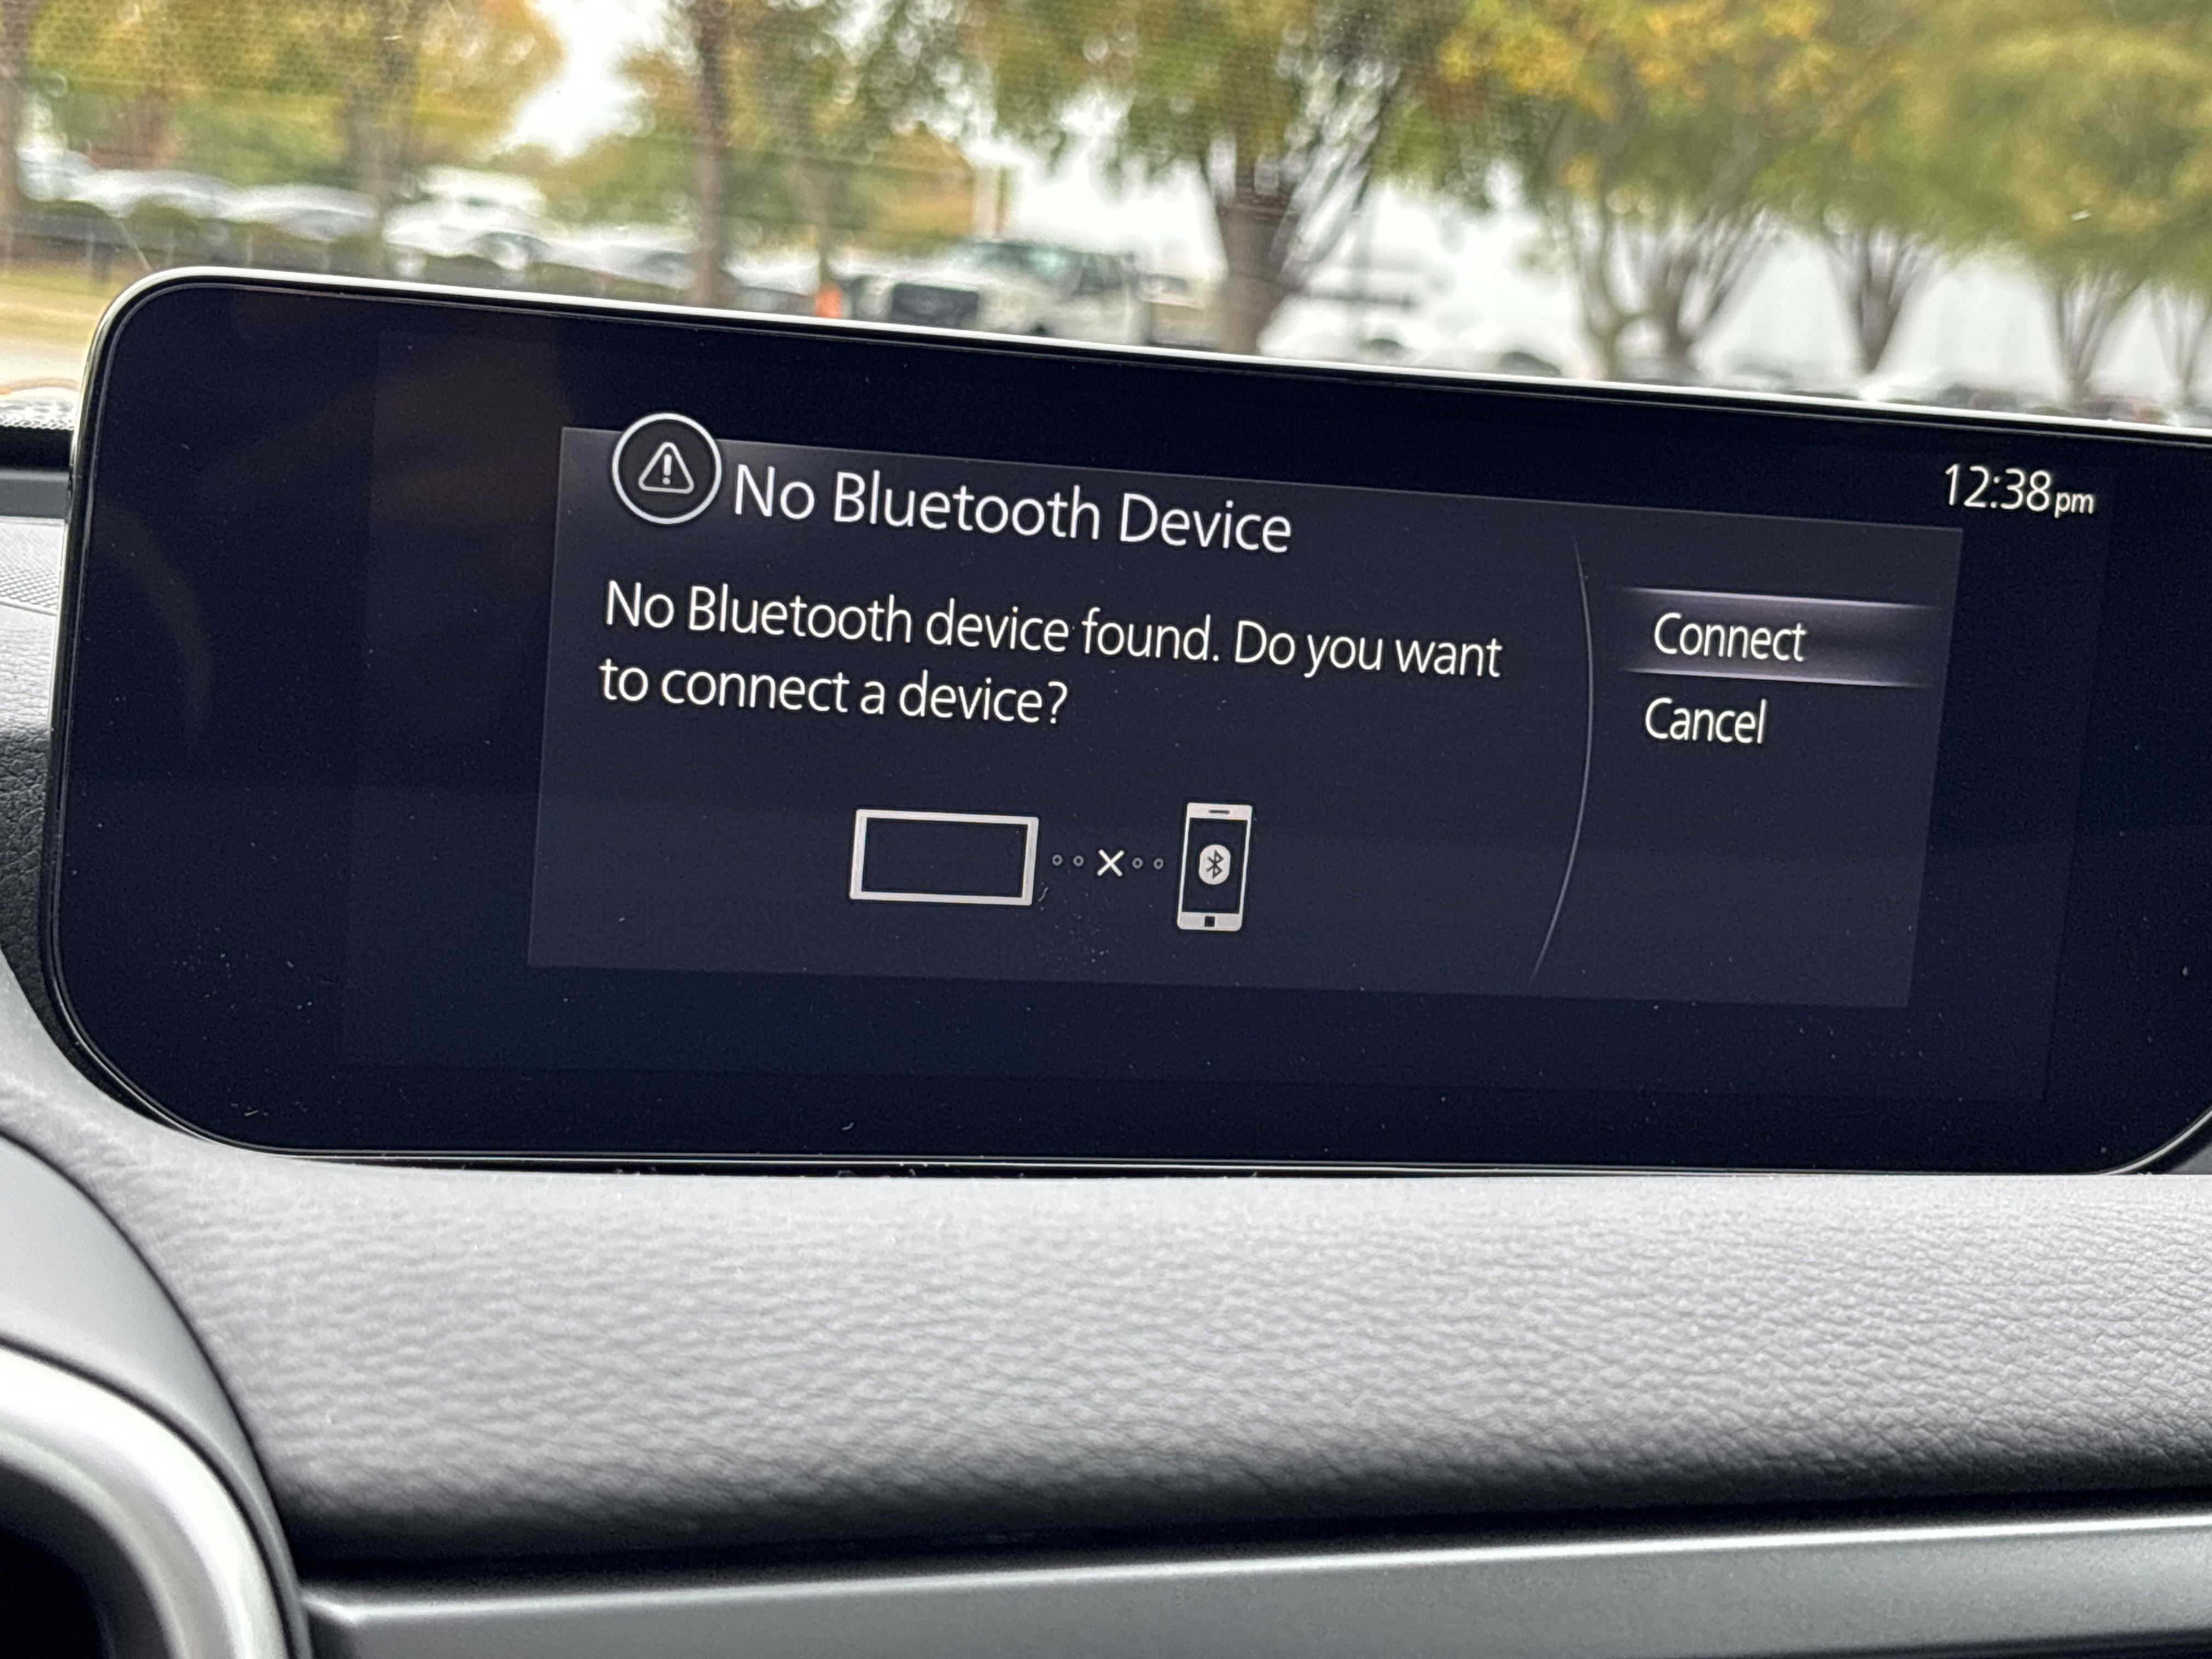 12:38pm
No Bluetooth Device
No Bluetooth device found. Do you want
to connect a device?
Connect
Cancel